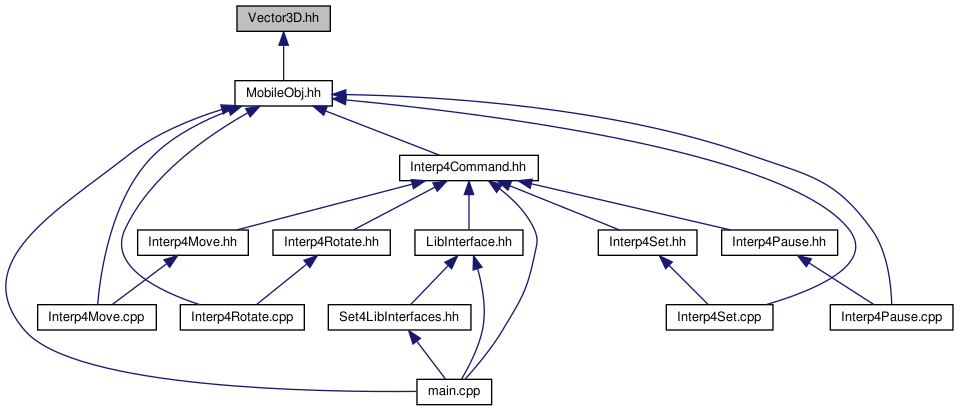 Vector3D.hh
MobileObj.hh
Interp4Command.hh
Interp4Move.hh
Interp4Rotate.hh
LibInterface.hh
Interp4Set.hh
Interp4Pause.hh
Interp4Move.cpp
Interp4Rotate.cpp
Set4LibInterfaces.hh
Interp4Set.cpp
Interp4Pause.cpp
main.cpp